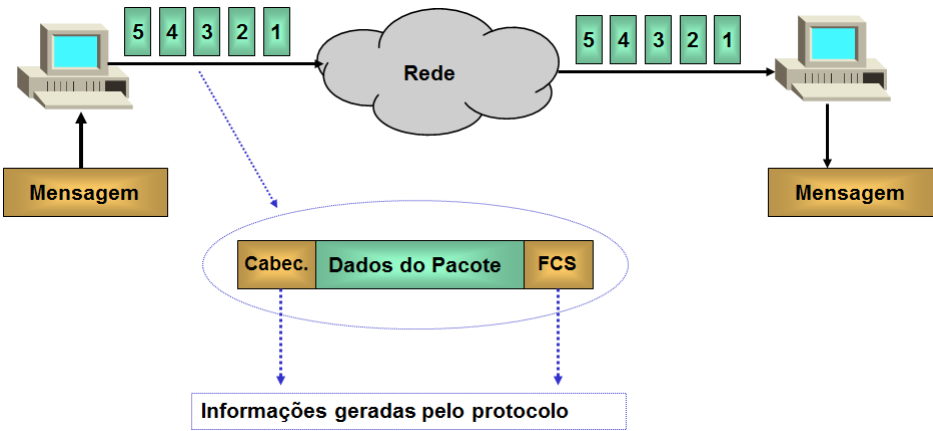 5 4 3 2 1
5 4 3 2 1
Rede
Mensagem
Mensagem
Cabec. Dados do Pacote FCS
Informações geradas pelo protocolo